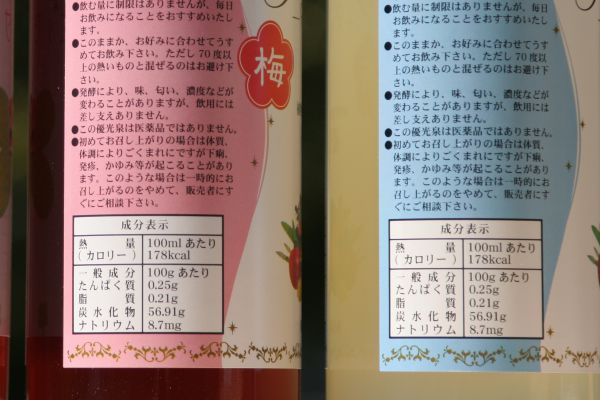 ●飲む量に制限はありませんが、毎日
お飲みになることをおすすめいたし
ます。
●このままか、お好みに合わせてうす
めてお飲み下さい。ただし70度以
上の熱いものと混ぜるのはお避け下
さい。
●発酵により、味、匂い、濃度などが
変わることがありますが、飲用には
差し支えありません。
●この優光泉は医薬品ではありません。
●初めてお召し上がりの場合は体質、
体調によりごくまれにですが下痢、
発疹、かゆみ等が起こることがあり
ます。このような場合は一時的にお
召し上がるのをやめて、販売者にす
ぐにご相談下さい。
梅
成分表示
熱量 100mlあたり
(カロリー) 178kcal
一般成分 100gあたり
たんぱく質 0.25g
脂質 0.21g
炭水化物 56.91g
ナトリウム 8.7mg
●飲む量に制限はありませんが、毎日
お飲みになることをおすすめいたし
ます。
●このままか、お好みに合わせてうす
めてお飲み下さい。ただし70度以
上の熱いものと混ぜるのはお避け下
さい。
●発酵により、味、匂い、濃度などが
変わることがありますが、飲用には
差し支えありません。
●この優光泉は医薬品ではありません。
●初めてお召し上がりの場合は体質、
体調によりごくまれにですが下痢、
発疹、かゆみ等が起こることがあり
ます。このような場合は一時的にお
召し上がるのをやめて、販売者にす
ぐにご相談下さい。
成分表示
熱量 100mlあたり
(カロリー) 178kcal
一般成分 100gあたり
たんぱく質 0.25g
脂質 0.21g
炭水化物 56.91g
ナトリウム 8.7mg